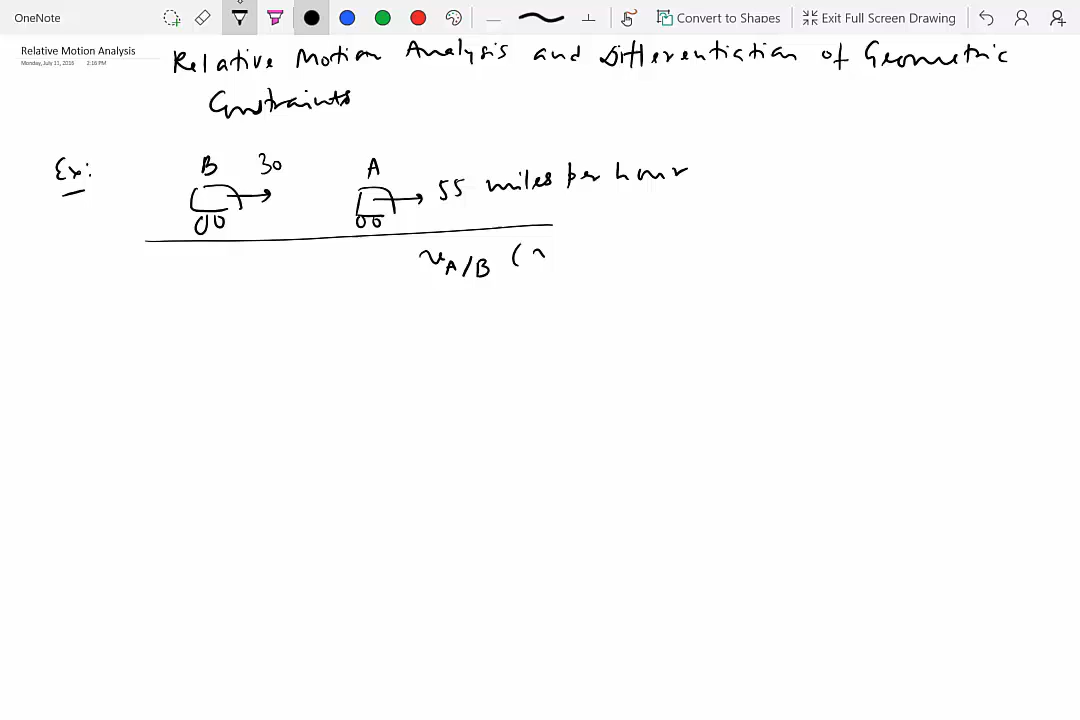 OneNote
Convert to Shapes
Exit Full Screen Drawing
Relative Motion Analysis
Monday, July 11, 2016 2:16 PM
Relative Motion Analysis and Differentiation of Geometric
Constraints
Ex:
B 30 A
55 miles per hour
v A/B (